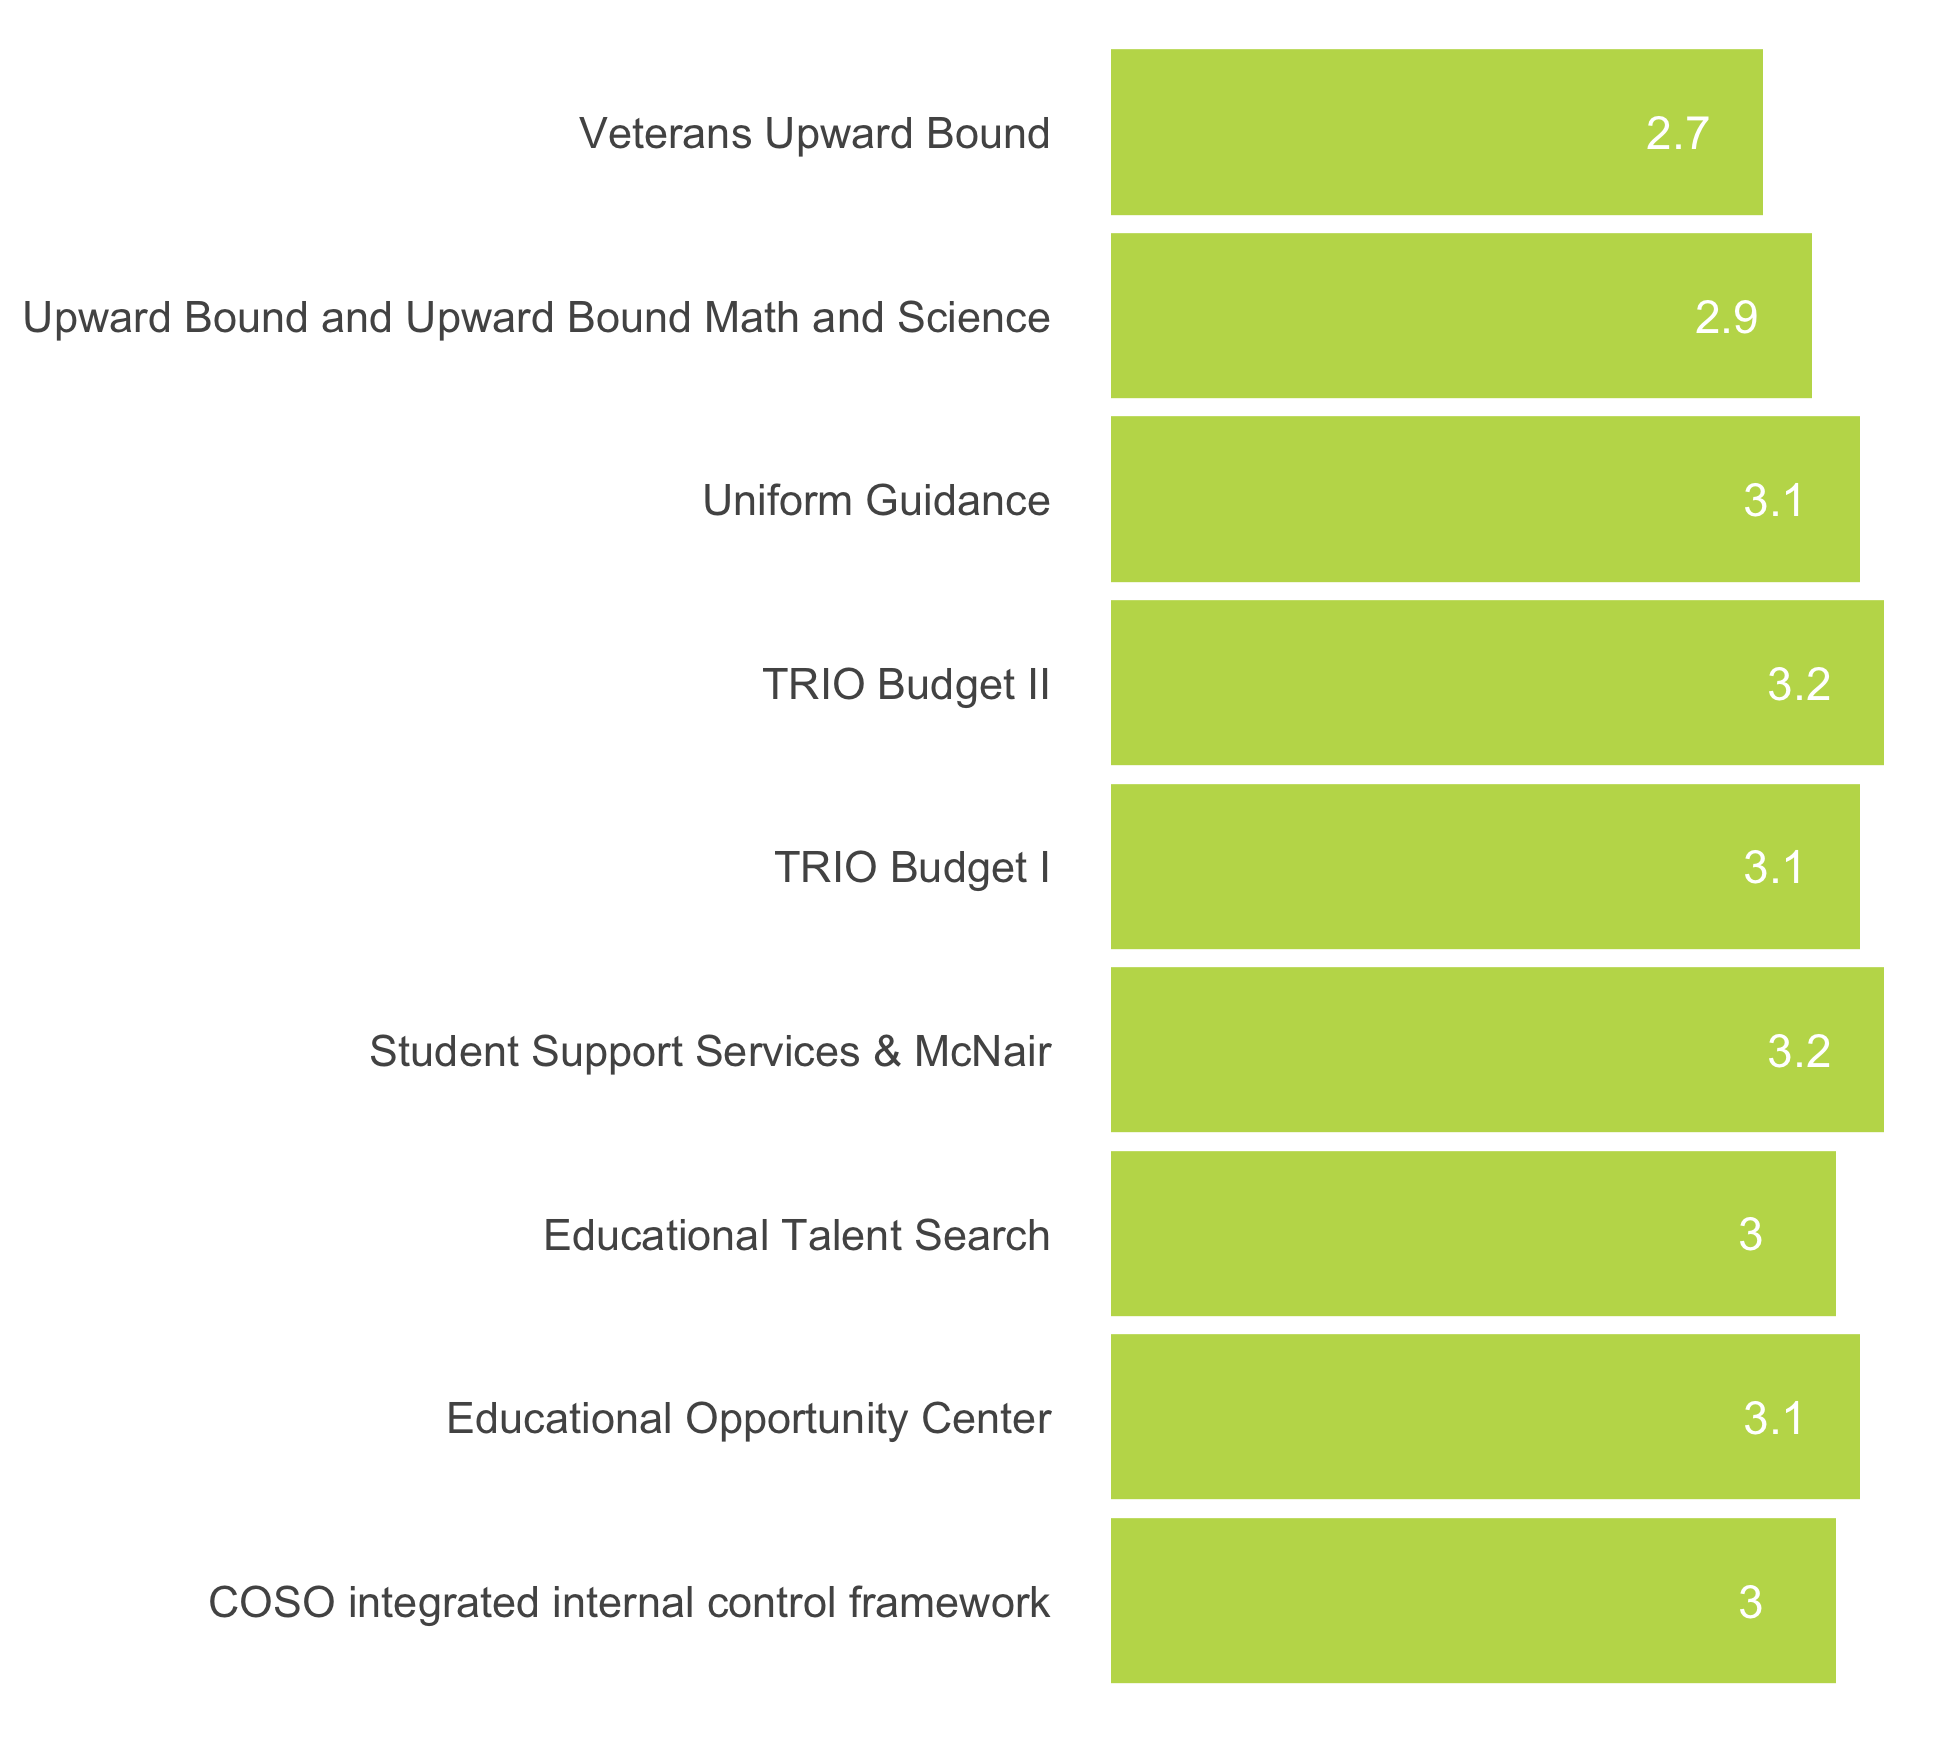 Veterans Upward Bound 2.7
Upward Bound and Upward Bound Math and Science 2.9
Uniform Guidance 3.1
TRIO Budget II 3.2
TRIO Budget I 3.1
Student Support Services & McNair 3.2
Educational Talent Search 3
Educational Opportunity Center 3.1
COSO integrated internal control framework 3